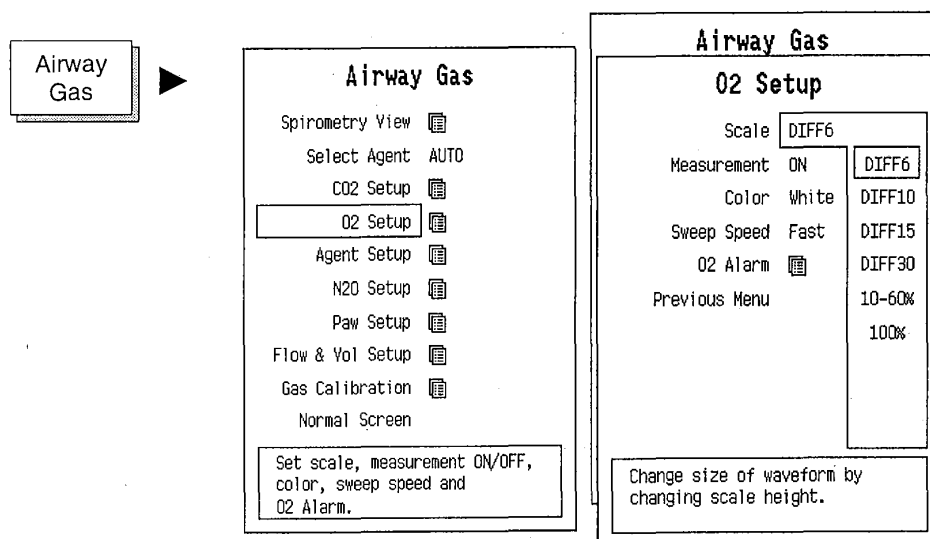 Airway
Gas
Airway Gas
Spirometry View
Select Agent AUTO
CO2 Setup
O2 Setup
Agent Setup
N2O Setup
Paw Setup
Flow & Vol Setup
Gas Calibration
Normal Screen
Set scale, measurement ON/OFF,
color, sweep speed and
O2 Alarm.
Airway Gas
O2 Setup
Scale DIFF6
Measurement ON DIFF6
Color White DIFF10
Sweep Speed Fast DIFF15
O2 Alarm DIFF30
Previous Menu 10-60%
100%
Change size of waveform by
changing scale height.